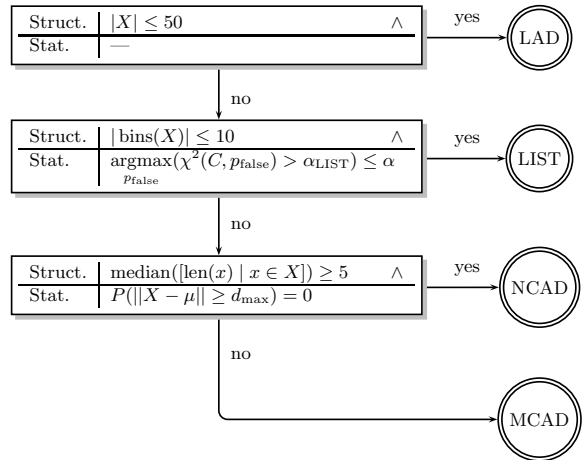 Struct. |X| ≤ 50 ∧
Stat. —
yes
LAD
no
Struct. | bins(X)| ≤ 10 ∧
Stat. argmax(χ²(C, p_false) > α_LIST) ≤ α
p_false
yes
LIST
no
Struct. median([len(x) | x ∈ X]) ≥ 5 ∧
Stat. P(||X − μ|| ≥ d_max) = 0
yes
NCAD
no
MCAD